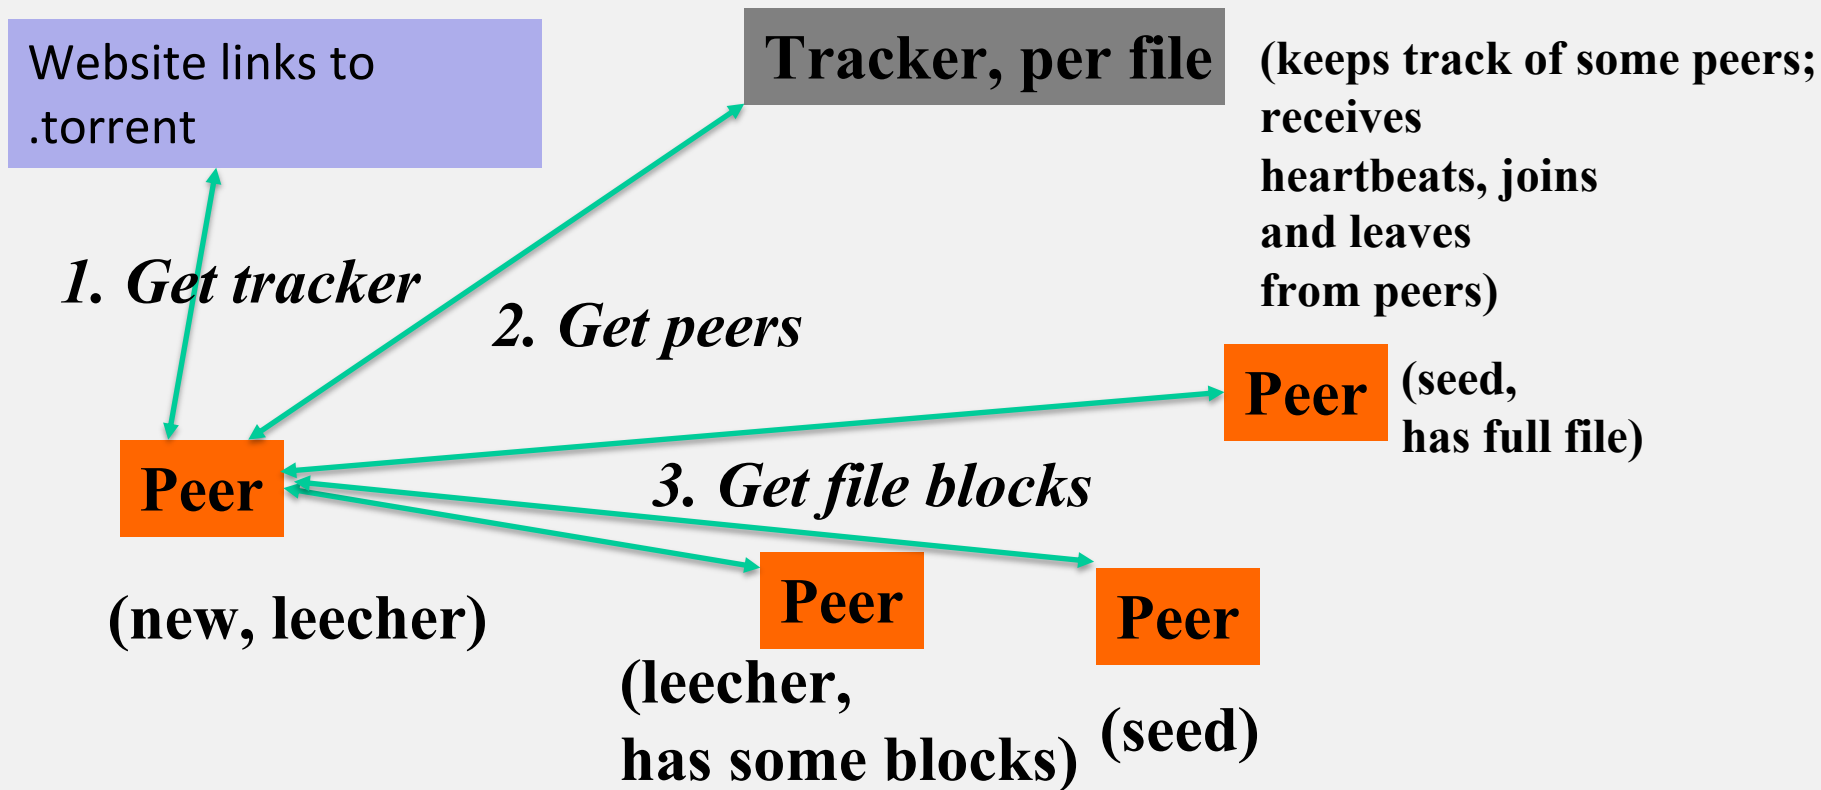 Website links to
.torrent
Tracker, per file
(keeps track of some peers;
receives
heartbeats, joins
and leaves
from peers)
1. Get tracker
2. Get peers
Peer
(seed,
has full file)
Peer
3. Get file blocks
(new, leecher)
Peer
Peer
(leecher,
has some blocks)
(seed)